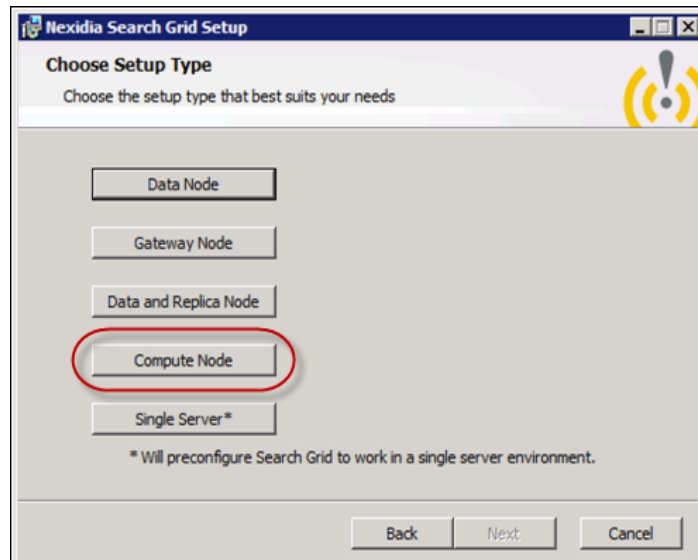 Nexidia Search Grid Setup
Choose Setup Type
Choose the setup type that best suits your needs
Data Node
Gateway Node
Data and Replica Node
Compute Node
Single Server*
* Will preconfigure Search Grid to work in a single server environment.
Back Next Cancel